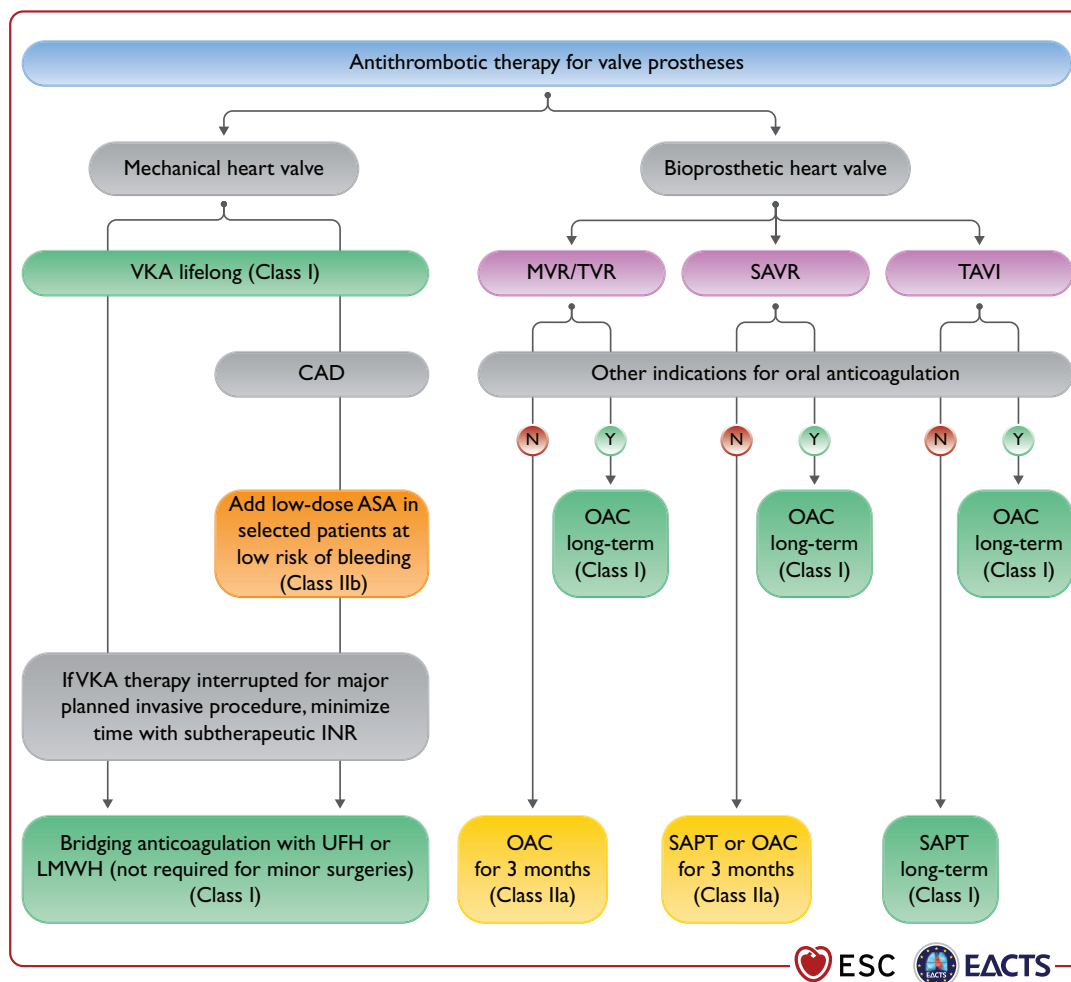 Antithrombotic therapy for valve prostheses
Mechanical heart valve
Bioprosthetic heart valve
VKA lifelong (Class I)
MVR/TVR
SAVR
TAVI
CAD
Other indications for oral anticoagulation
N
Y
N
Y
N
Y
Add low-dose ASA in
selected patients at
low risk of bleeding
(Class IIb)
OAC
long-term
(Class I)
OAC
long-term
(Class I)
OAC
long-term
(Class I)
If VKA therapy interrupted for major
planned invasive procedure, minimize
time with subtherapeutic INR
Bridging anticoagulation with UFH or
LMWH (not required for minor surgeries)
(Class I)
OAC
for 3 months
(Class IIa)
SAPT or OAC
for 3 months
(Class IIa)
SAPT
long-term
(Class I)
ESC
EACTS
EACTS